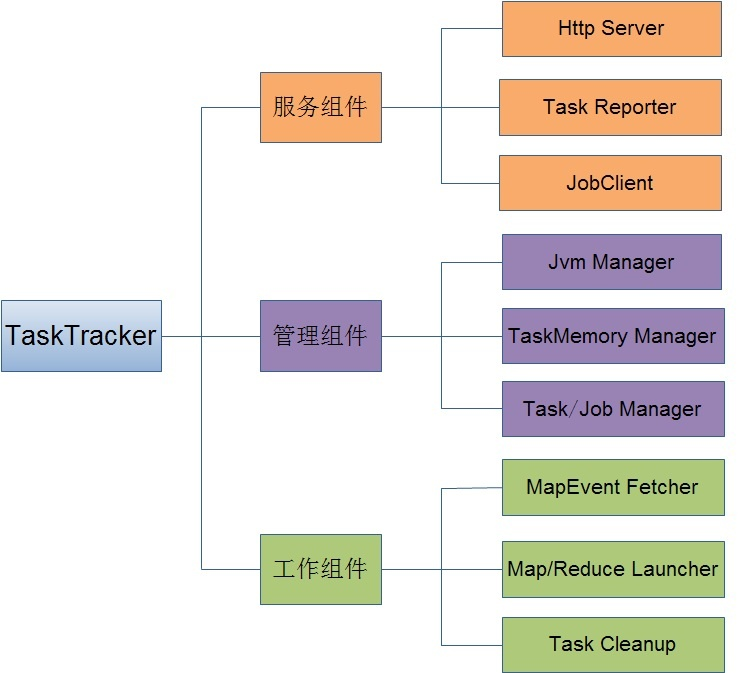 TaskTracker
服务组件
Http Server
Task Reporter
JobClient
管理组件
Jvm Manager
TaskMemory Manager
Task/Job Manager
工作组件
MapEvent Fetcher
Map/Reduce Launcher
Task Cleanup